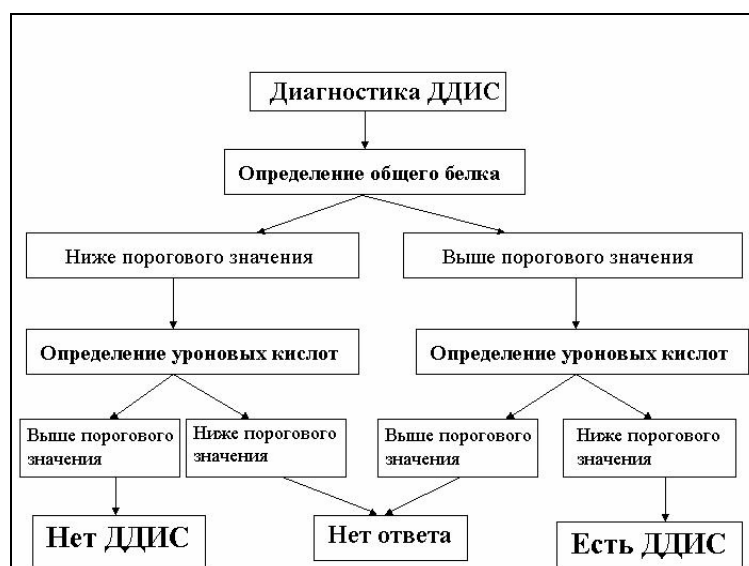 Диагностика ДДИС
Определение общего белка
Ниже порогового значения
Выше порогового значения
Определение уроновых кислот
Определение уроновых кислот
Выше порогового
значения
Ниже порогового
значения
Выше порогового
значения
Ниже порогового
значения
Нет ДДИС
Нет ответа
Есть ДДИС